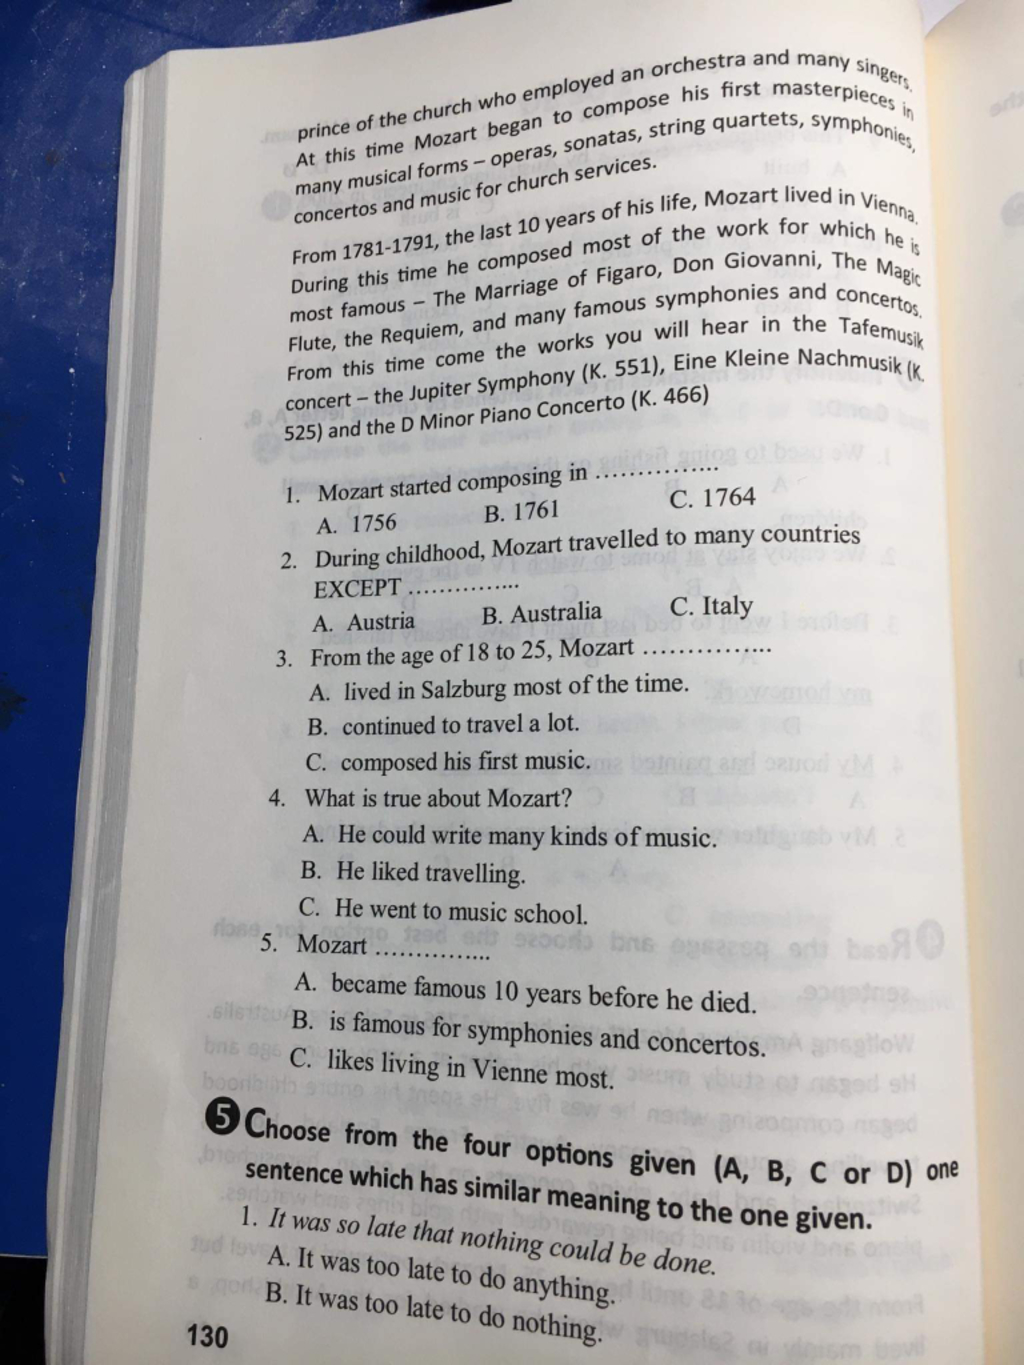 prince of the church who employed an orchestra and many singers.
At this time Mozart began to compose his first masterpieces in
many musical forms – operas, sonatas, string quartets, symphonies,
concertos and music for church services.
From 1781-1791, the last 10 years of his life, Mozart lived in Vienna.
During this time he composed most of the work for which he is
most famous – The Marriage of Figaro, Don Giovanni, The Magic
Flute, the Requiem, and many famous symphonies and concertos.
From this time come the works you will hear in the Tafemusik
concert – the Jupiter Symphony (K. 551), Eine Kleine Nachmusik (K.
525) and the D Minor Piano Concerto (K. 466)
1. Mozart started composing in ...............
A. 1756 B. 1761 C. 1764
2. During childhood, Mozart travelled to many countries
EXCEPT ...............
A. Austria B. Australia C. Italy
3. From the age of 18 to 25, Mozart ...............
A. lived in Salzburg most of the time.
B. continued to travel a lot.
C. composed his first music.
4. What is true about Mozart?
A. He could write many kinds of music.
B. He liked travelling.
C. He went to music school.
5. Mozart ...............
A. became famous 10 years before he died.
B. is famous for symphonies and concertos.
C. likes living in Vienne most.
5 Choose from the four options given (A, B, C or D) one
sentence which has similar meaning to the one given.
1. It was so late that nothing could be done.
A. It was too late to do anything.
B. It was too late to do nothing.
130